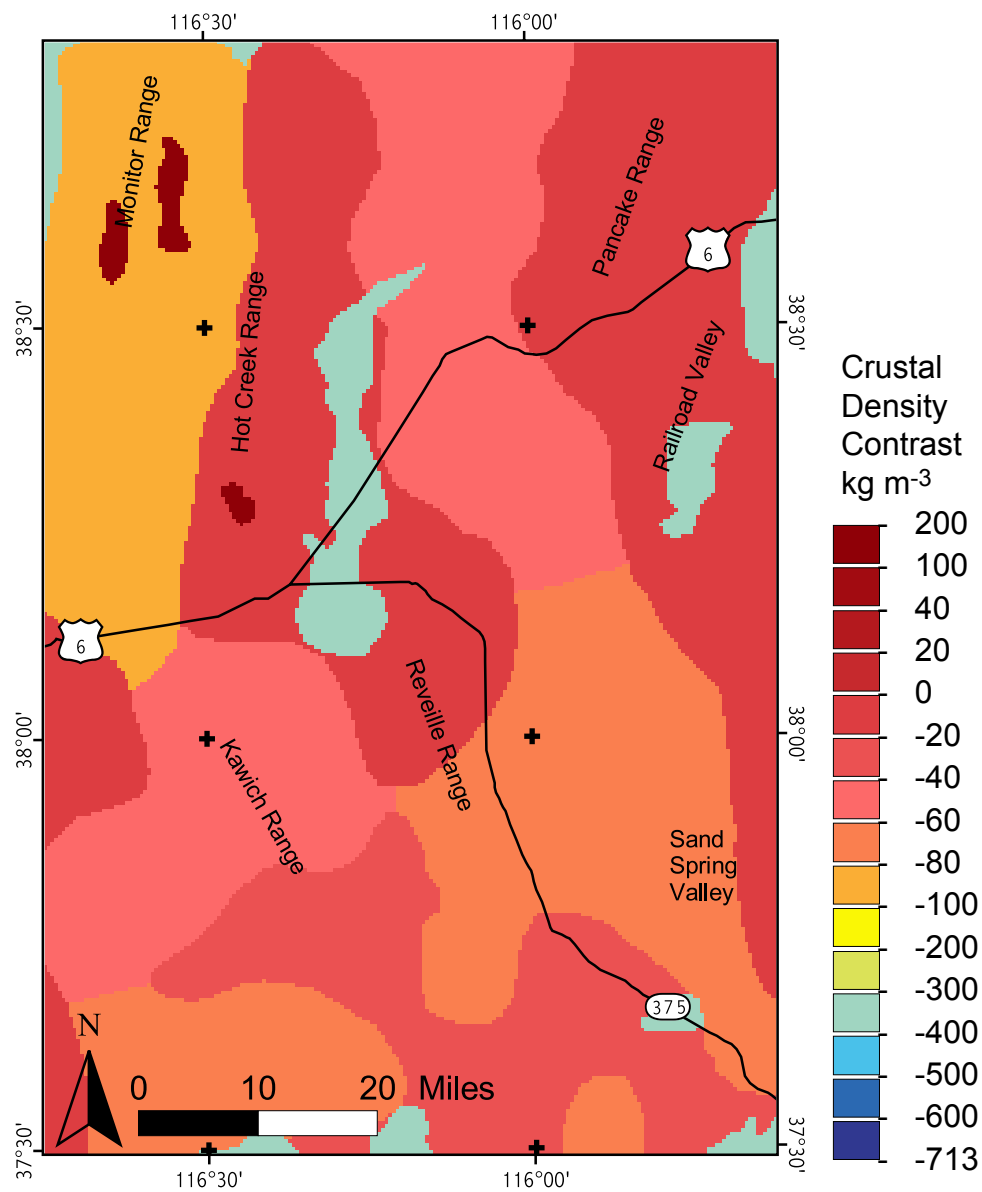 116°30'
116°00'
Monitor Range
Pancake Range
6
Hot Creek Range
38°30'
38°30'
Railroad Valley
Crustal
Density
Contrast
kg m-3
200
100
40
20
0
-20
-40
-60
-80
-100
-200
-300
-400
-500
-600
-713
6
Reveille Range
38°00'
38°00'
Kawich Range
Sand
Spring
Valley
375
N
0 10 20 Miles
37°30'
37°30'
116°30'
116°00'